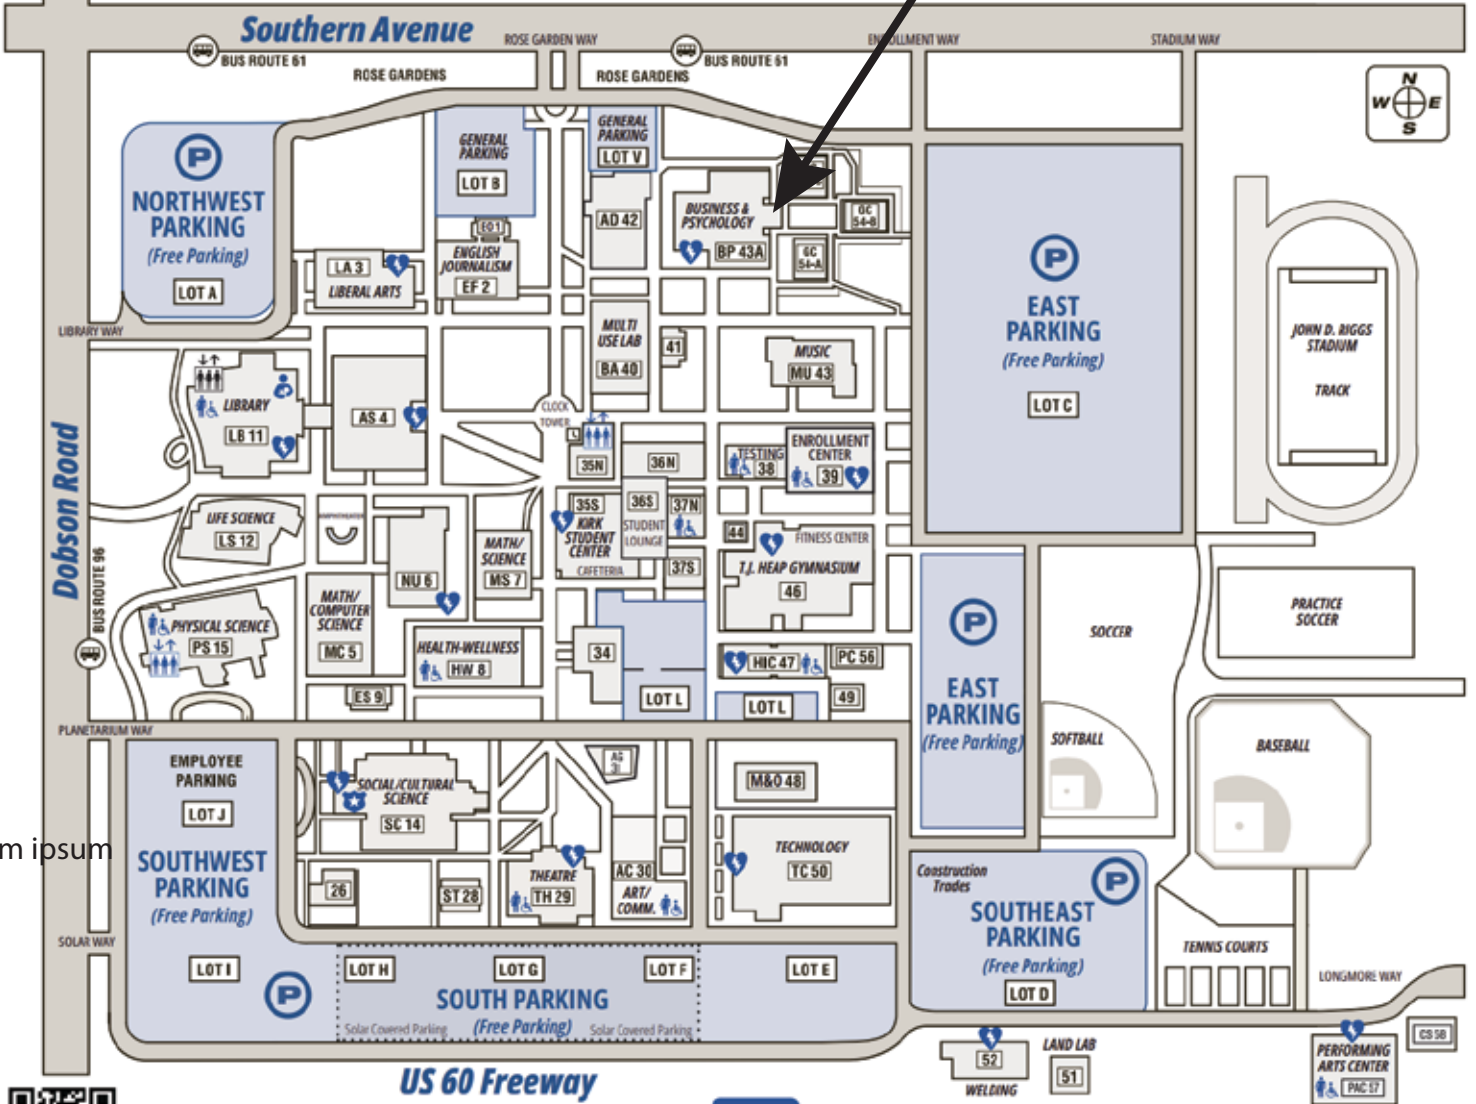 Southern Avenue
ROSE GARDEN WAY
ENROLLMENT WAY
STADIUM WAY
BUS ROUTE 61
BUS ROUTE 61
ROSE GARDENS
ROSE GARDENS
N
W E
S
GENERAL
PARKING
LOT B
GENERAL
PARKING
LOT V
P
NORTHWEST
PARKING
(Free Parking)
LOT A
AD 42
BUSINESS &
PSYCHOLOGY
BP 43A
GC
54-B
GC
54-A
EQ1
ENGLISH
JOURNALISM
EF 2
LA 3
LIBERAL ARTS
P
EAST
PARKING
(Free Parking)
LOT C
JOHN D. RIGGS
STADIUM
TRACK
LIBRARY WAY
MULTI
USE LAB
BA 40
41
MUSIC
MU 43
LIBRARY
LB 11
AS 4
CLOCK
TOWER
L
35N
36N
TESTING
38
ENROLLMENT
CENTER
39
Dobson Road
LIFE SCIENCE
LS 12
AMPHITHEATER
NU 6
MATH/
SCIENCE
MS 7
35S
KIRK
STUDENT
CENTER
CAFETERIA
36S
STUDENT
LOUNGE
37N
37S
44
FITNESS CENTER
T.J. HEAP GYMNASIUM
46
BUS ROUTE 96
PHYSICAL SCIENCE
PS 15
MATH/
COMPUTER
SCIENCE
MC 5
HEALTH-WELLNESS
HW 8
ES 9
34
LOT L
HIC 47
PC 56
49
LOT L
P
EAST
PARKING
(Free Parking)
SOCCER
PRACTICE
SOCCER
SOFTBALL
BASEBALL
PLANETARIUM WAY
EMPLOYEE
PARKING
LOT J
SOUTHWEST
PARKING
(Free Parking)
LOT I
P
m ipsum
SOCIAL/CULTURAL
SCIENCE
SC 14
AG
31
M&O 48
TECHNOLOGY
TC 50
26
ST 28
THEATRE
TH 29
AC 30
ART/
COMM.
Construction
Trades
P
SOUTHEAST
PARKING
(Free Parking)
LOT D
TENNIS COURTS
SOLAR WAY
LOT H
LOT G
LOT F
LOT E
SOUTH PARKING
(Free Parking)
Solar Covered Parking
Solar Covered Parking
LONGMORE WAY
US 60 Freeway
52
WELDING
LAND LAB
51
PERFORMING
ARTS CENTER
PAC 57
CS 58